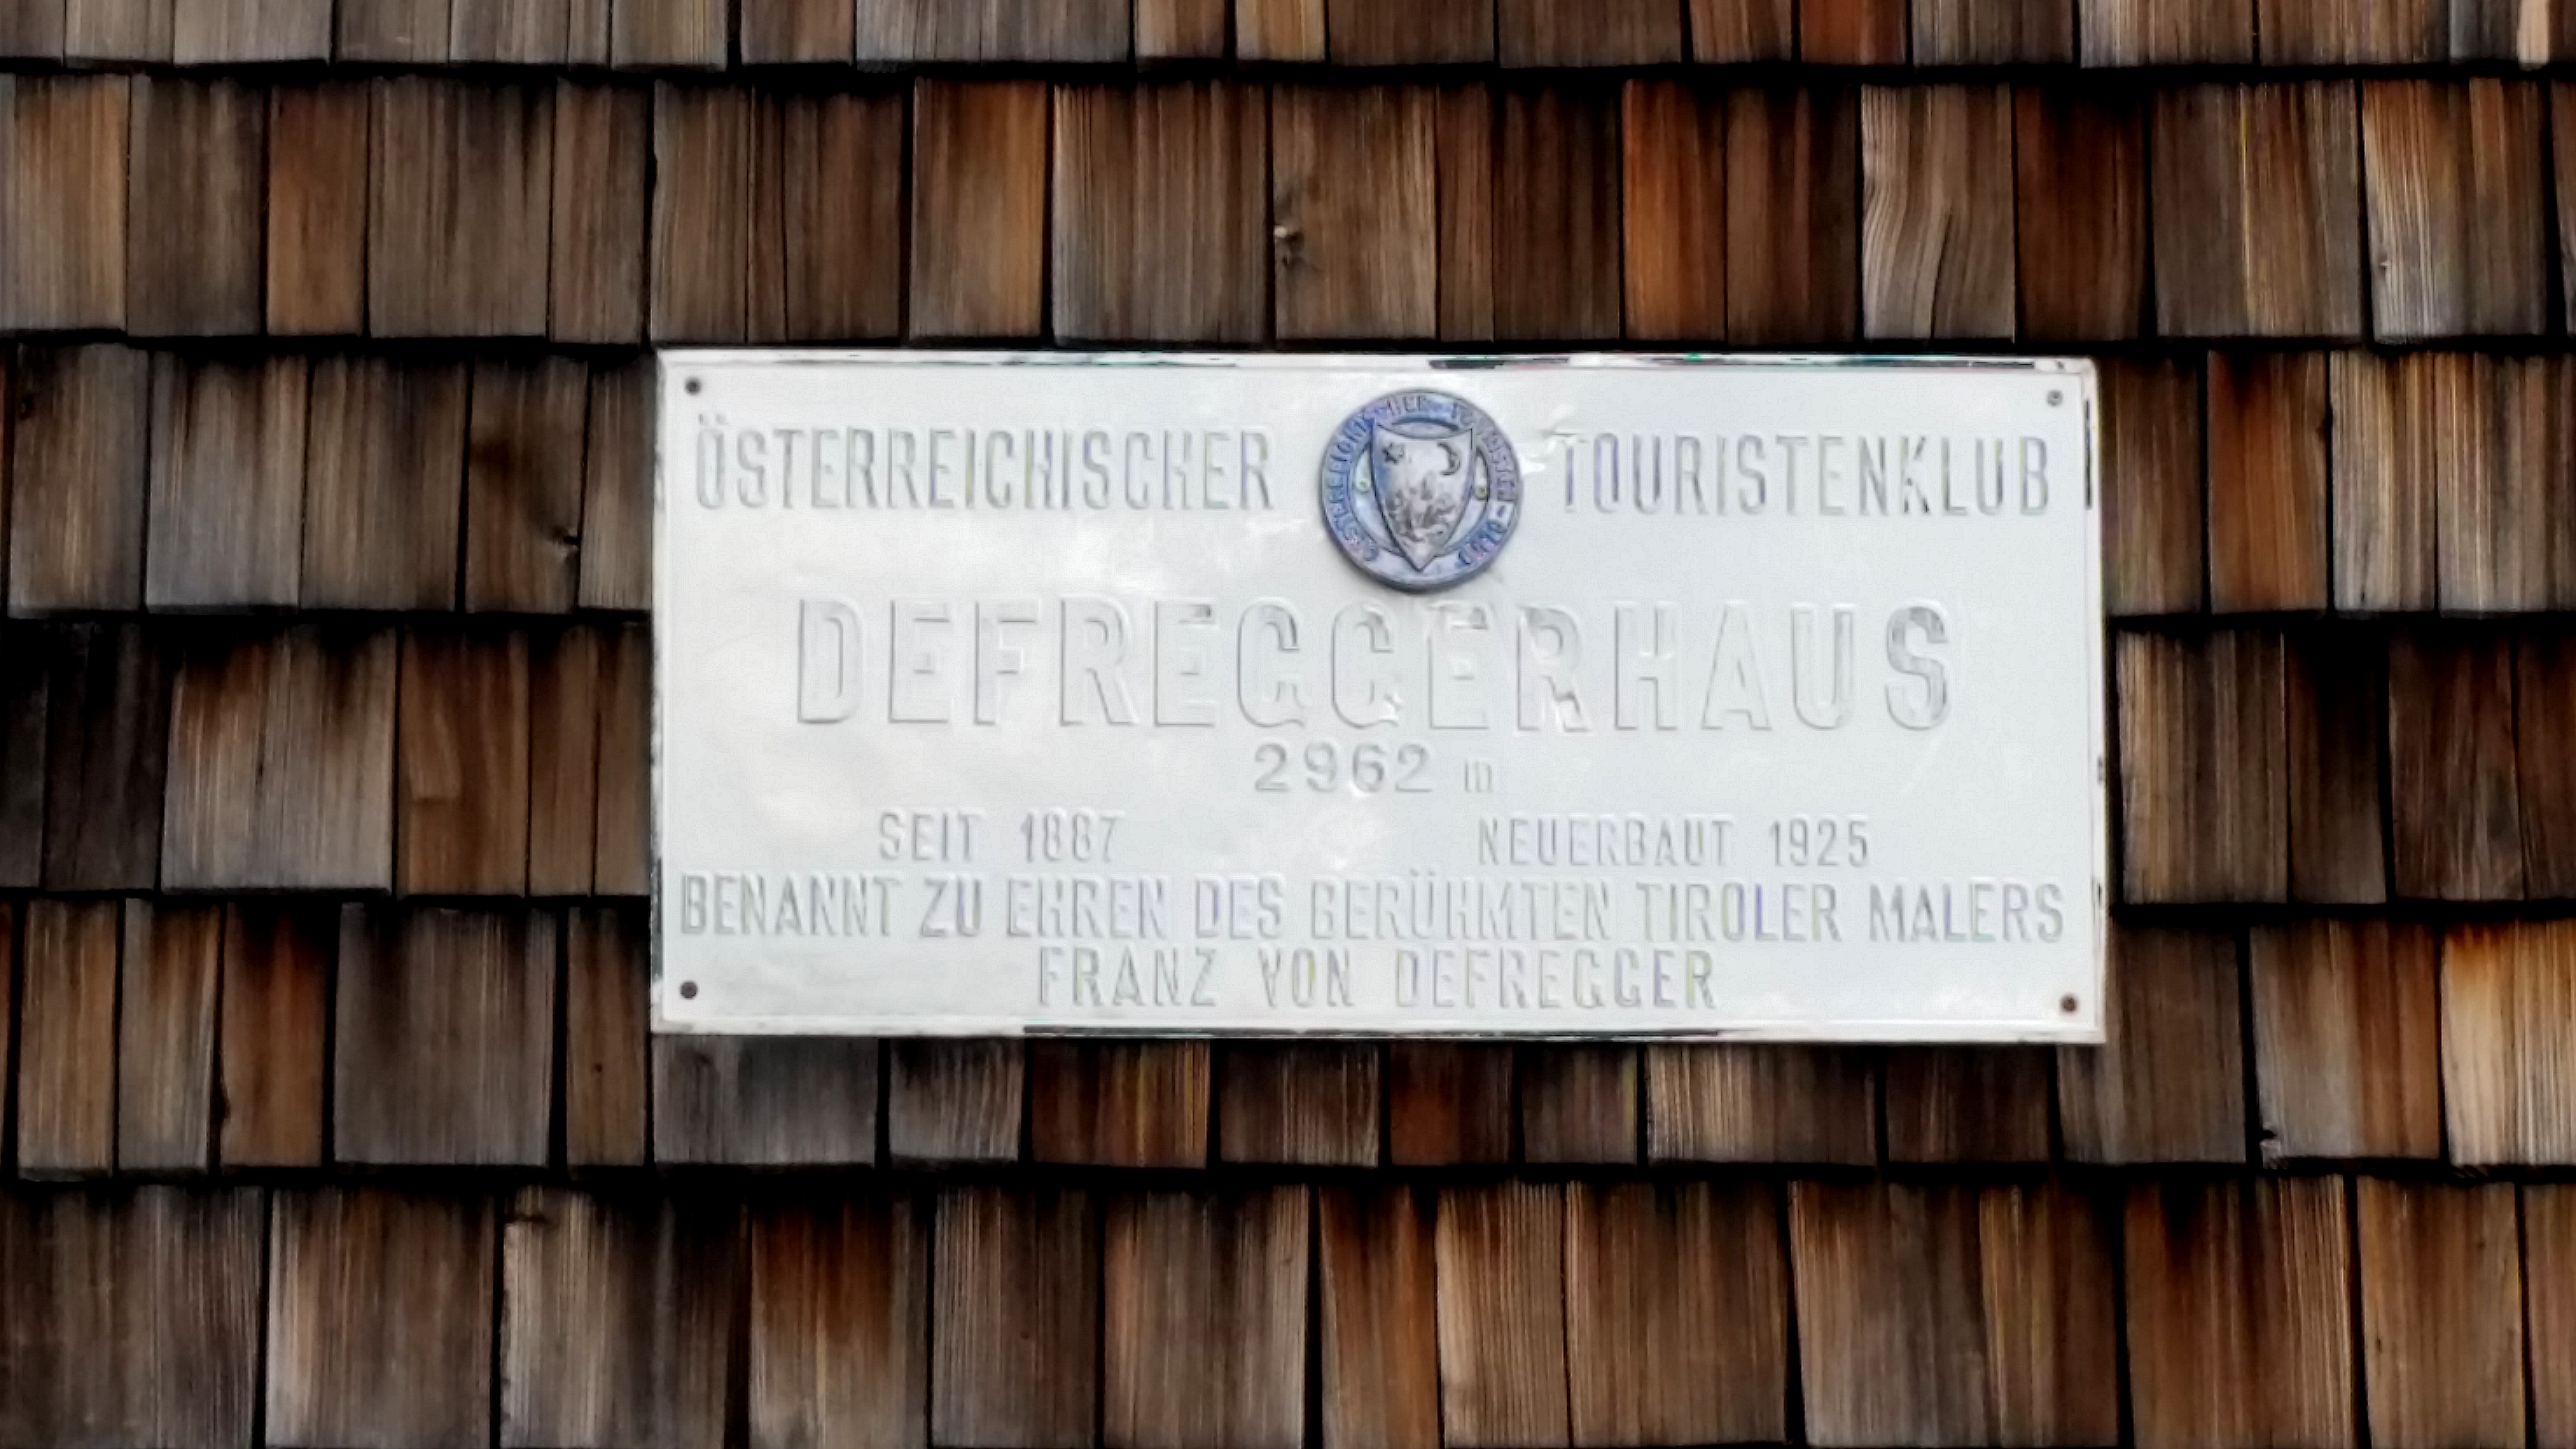 ÖSTERREICHISCHER TOURISTENKLUB
DEFREGGERHAUS
2962 m
SEIT 1887 NEUERBAUT 1925
BENANNT ZU EHREN DES BERÜHMTEN TIROLER MALERS
FRANZ VON DEFREGGER